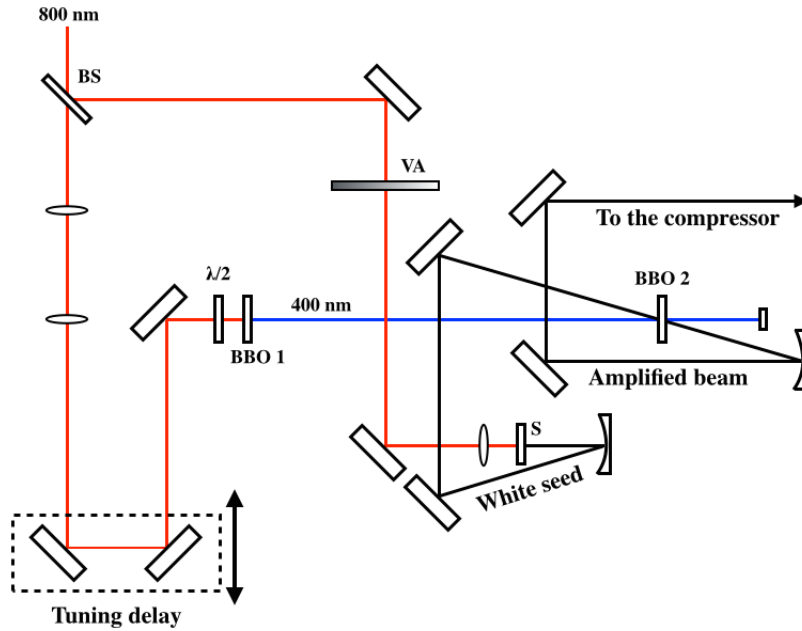 800 nm
BS
VA
To the compressor
λ/2
BBO 2
400 nm
BBO 1
Amplified beam
S
White seed
Tuning delay